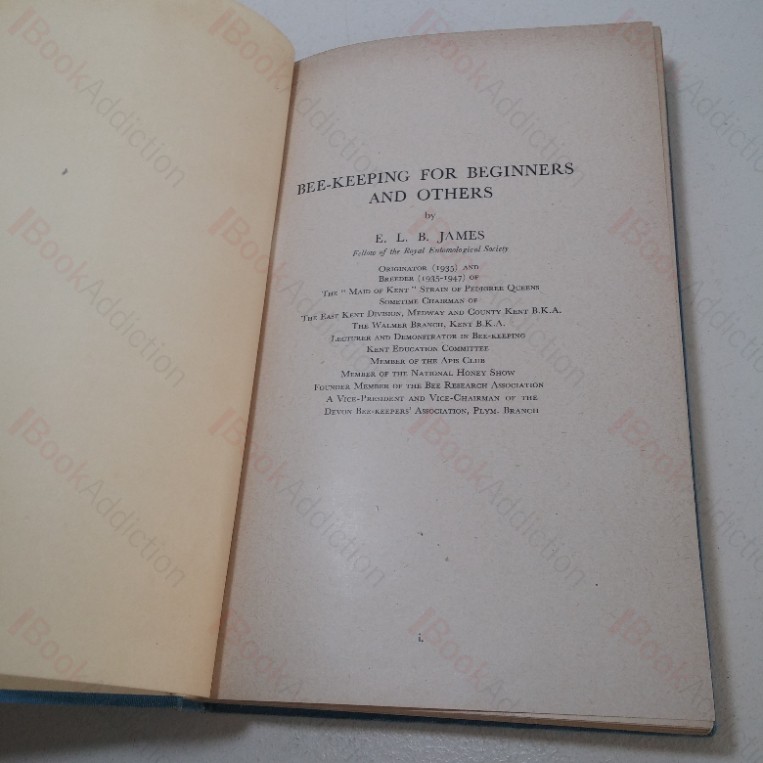 BEE-KEEPING FOR BEGINNERS
AND OTHERS
by
E. L. B. JAMES
Fellow of the Royal Entomological Society
ORIGINATOR (1935) AND
BREEDER (1935-1947) OF
THE "MAID OF KENT" STRAIN OF PEDIGREE QUEENS
SOMETIME CHAIRMAN OF
THE EAST KENT DIVISION, MEDWAY AND COUNTY KENT B.K.A.
THE WALMER BRANCH, KENT B.K.A.
LECTURER AND DEMONSTRATOR IN BEE-KEEPING
KENT EDUCATION COMMITTEE
MEMBER OF THE APIS CLUB
MEMBER OF THE NATIONAL HONEY SHOW
FOUNDER MEMBER OF THE BEE RESEARCH ASSOCIATION
A VICE-PRESIDENT AND VICE-CHAIRMAN OF THE
DEVON BEE-KEEPERS' ASSOCIATION, PLYM. BRANCH
i.
BookAddiction